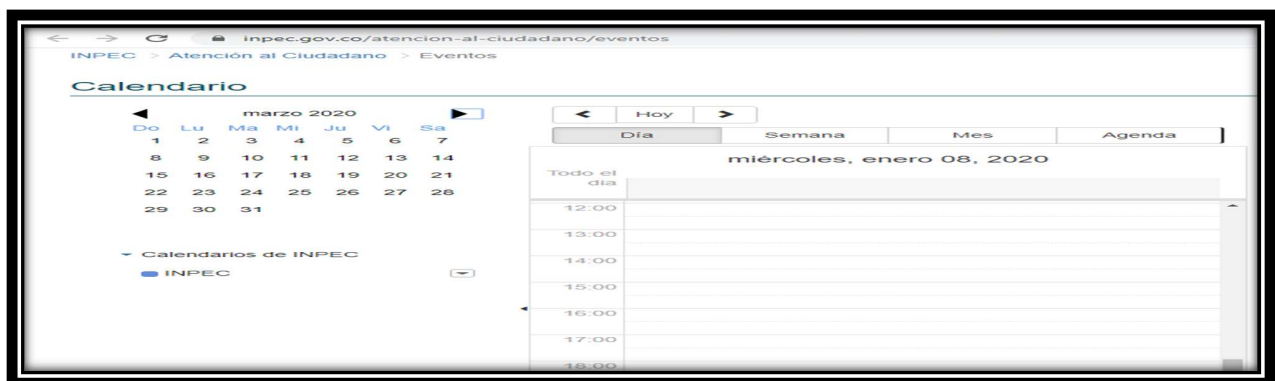 inpec.gov.co/atencion-al-ciudadano/eventos
INPEC > Atención al Ciudadano > Eventos
Calendario
marzo 2020
Do Lu Ma Mi Ju Vi Sa
1 2 3 4 5 6 7
8 9 10 11 12 13 14
15 16 17 18 19 20 21
22 23 24 25 26 27 28
29 30 31
Calendarios de INPEC
INPEC
Hoy
Día Semana Mes Agenda
miércoles, enero 08, 2020
Todo el
día
12:00
13:00
14:00
15:00
16:00
17:00
18:00